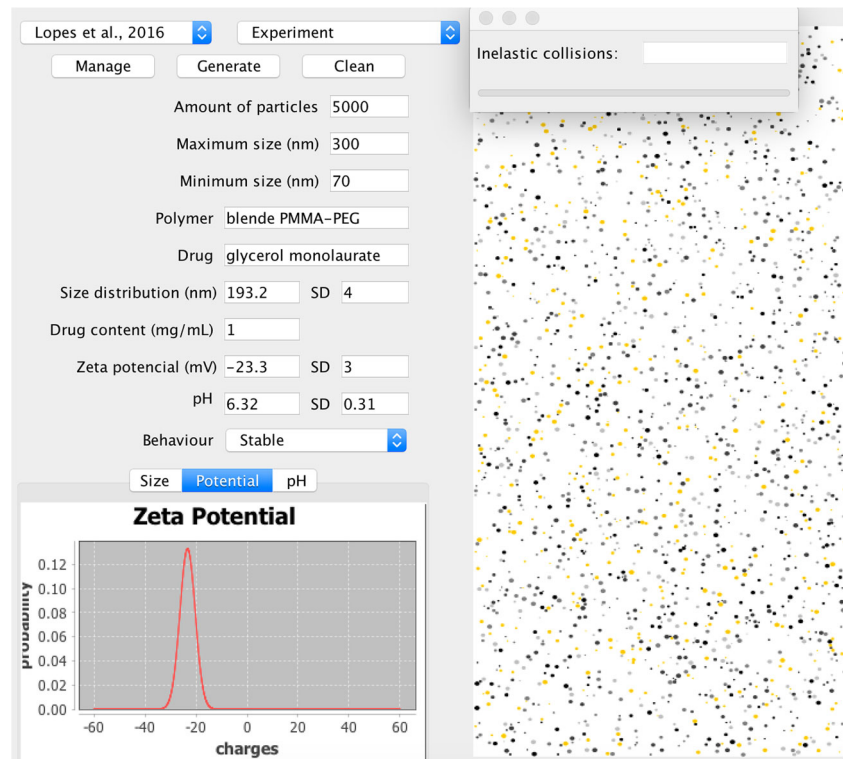 Lopes et al., 2016
Experiment
Manage
Generate
Clean
Inelastic collisions:
Amount of particles 5000
Maximum size (nm) 300
Minimum size (nm) 70
Polymer blende PMMA-PEG
Drug glycerol monolaurate
Size distribution (nm) 193.2 SD 4
Drug content (mg/mL) 1
Zeta potencial (mV) -23.3 SD 3
pH 6.32 SD 0.31
Behaviour Stable
Size Potential pH
Zeta Potential
probability
0.12
0.10
0.08
0.06
0.04
0.02
0.00
-60 -40 -20 0 20 40 60
charges